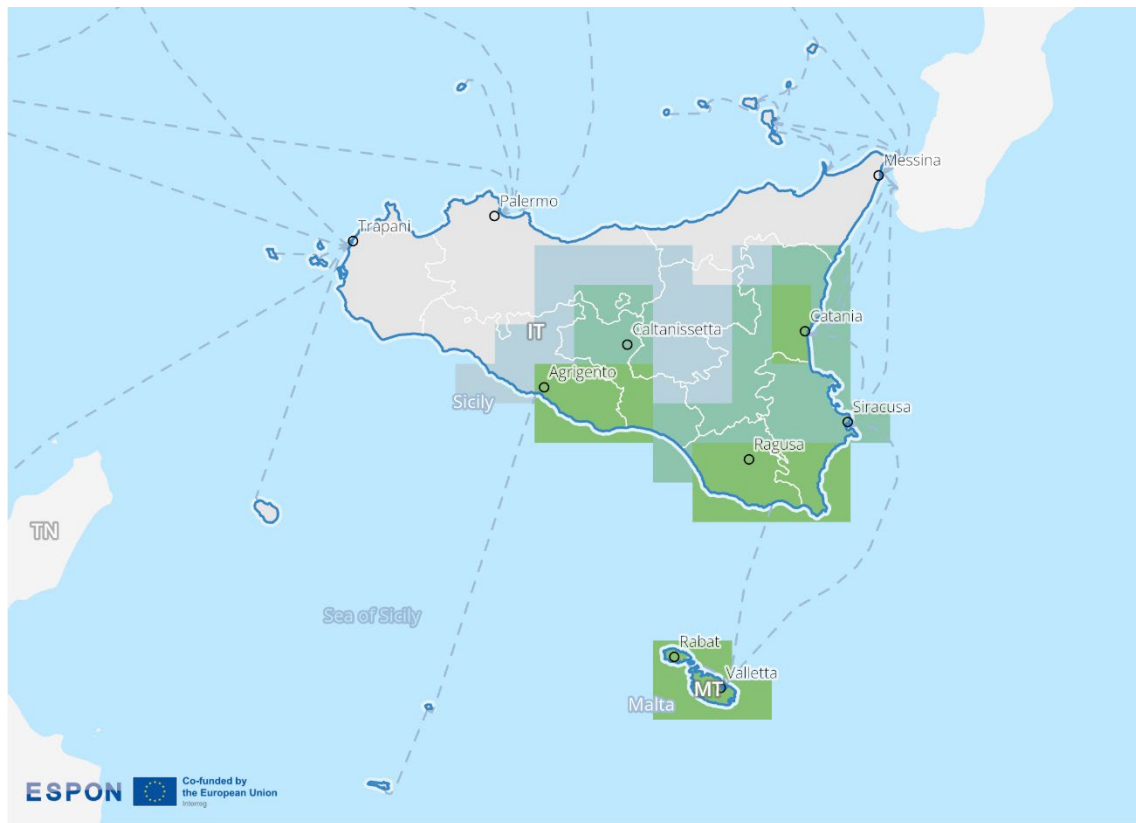 Messina
Palermo
Trapani
Catania
IT
Caltanissetta
Agrigento
Sicily
Siracusa
Ragusa
TN
Sea of Sicily
Rabat
Valletta
MT
Malta
ESPON
Co-funded by
the European Union
Interreg